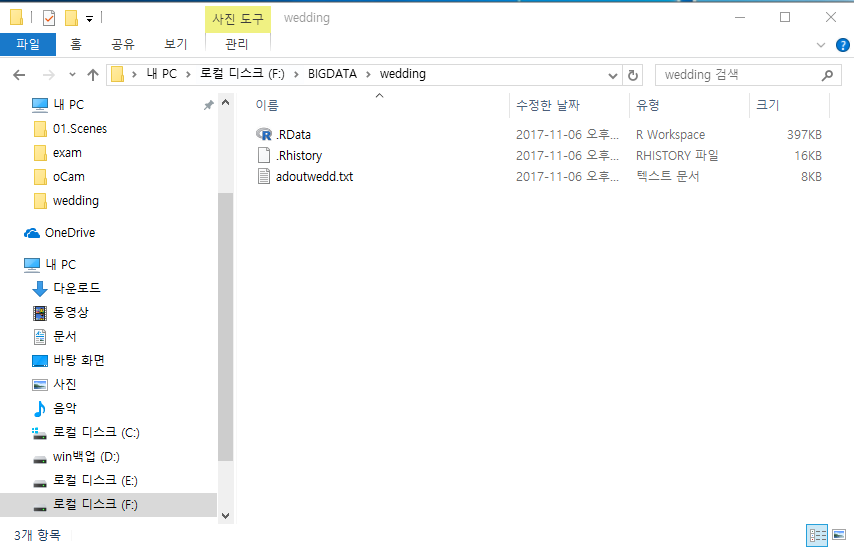 사진 도구 wedding
파일 홈 공유 보기 관리
내 PC 로컬 디스크 (F:) BIGDATA wedding wedding 검색
내 PC
01.Scenes
exam
oCam
wedding
OneDrive
내 PC
다운로드
동영상
문서
바탕 화면
사진
음악
로컬 디스크 (C:)
win백업 (D:)
로컬 디스크 (E:)
로컬 디스크 (F:)
이름 수정한 날짜 유형 크기
.RData 2017-11-06 오후... R Workspace 397KB
.Rhistory 2017-11-06 오후... RHISTORY 파일 16KB
adoutwedd.txt 2017-11-06 오후... 텍스트 문서 8KB
3개 항목